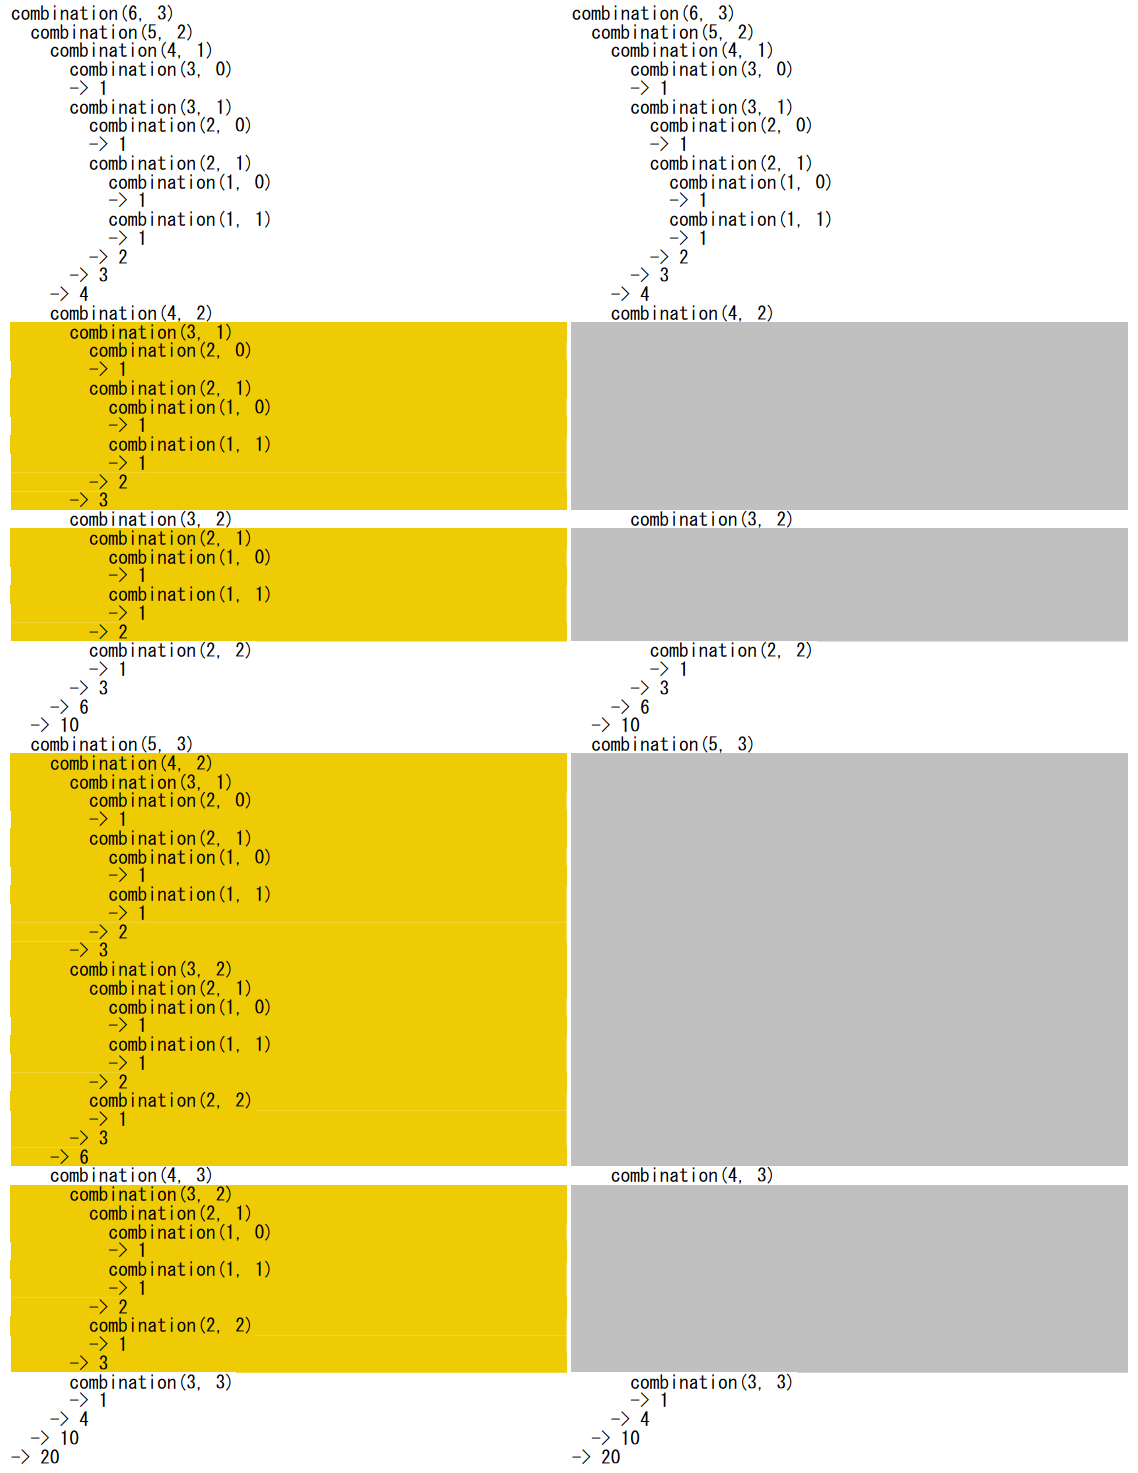 combination(6, 3)
combination(5, 2)
combination(4, 1)
combination(3, 0)
-> 1
combination(3, 1)
combination(2, 0)
-> 1
combination(2, 1)
combination(1, 0)
-> 1
combination(1, 1)
-> 1
-> 2
-> 3
-> 4
combination(4, 2)
combination(3, 1)
combination(2, 0)
-> 1
combination(2, 1)
combination(1, 0)
-> 1
combination(1, 1)
-> 1
-> 2
-> 3
combination(3, 2)
combination(2, 1)
combination(1, 0)
-> 1
combination(1, 1)
-> 1
-> 2
combination(2, 2)
-> 1
-> 3
-> 6
-> 10
combination(5, 3)
combination(4, 2)
combination(3, 1)
combination(2, 0)
-> 1
combination(2, 1)
combination(1, 0)
-> 1
combination(1, 1)
-> 1
-> 2
-> 3
combination(3, 2)
combination(2, 1)
combination(1, 0)
-> 1
combination(1, 1)
-> 1
-> 2
combination(2, 2)
-> 1
-> 3
-> 6
combination(4, 3)
combination(3, 2)
combination(2, 1)
combination(1, 0)
-> 1
combination(1, 1)
-> 1
-> 2
combination(2, 2)
-> 1
-> 3
combination(3, 3)
-> 1
-> 4
-> 10
-> 20
combination(6, 3)
combination(5, 2)
combination(4, 1)
combination(3, 0)
-> 1
combination(3, 1)
combination(2, 0)
-> 1
combination(2, 1)
combination(1, 0)
-> 1
combination(1, 1)
-> 1
-> 2
-> 3
-> 4
combination(4, 2)
combination(3, 2)
combination(2, 2)
-> 1
-> 3
-> 6
-> 10
combination(5, 3)
combination(4, 3)
combination(3, 3)
-> 1
-> 4
-> 10
-> 20